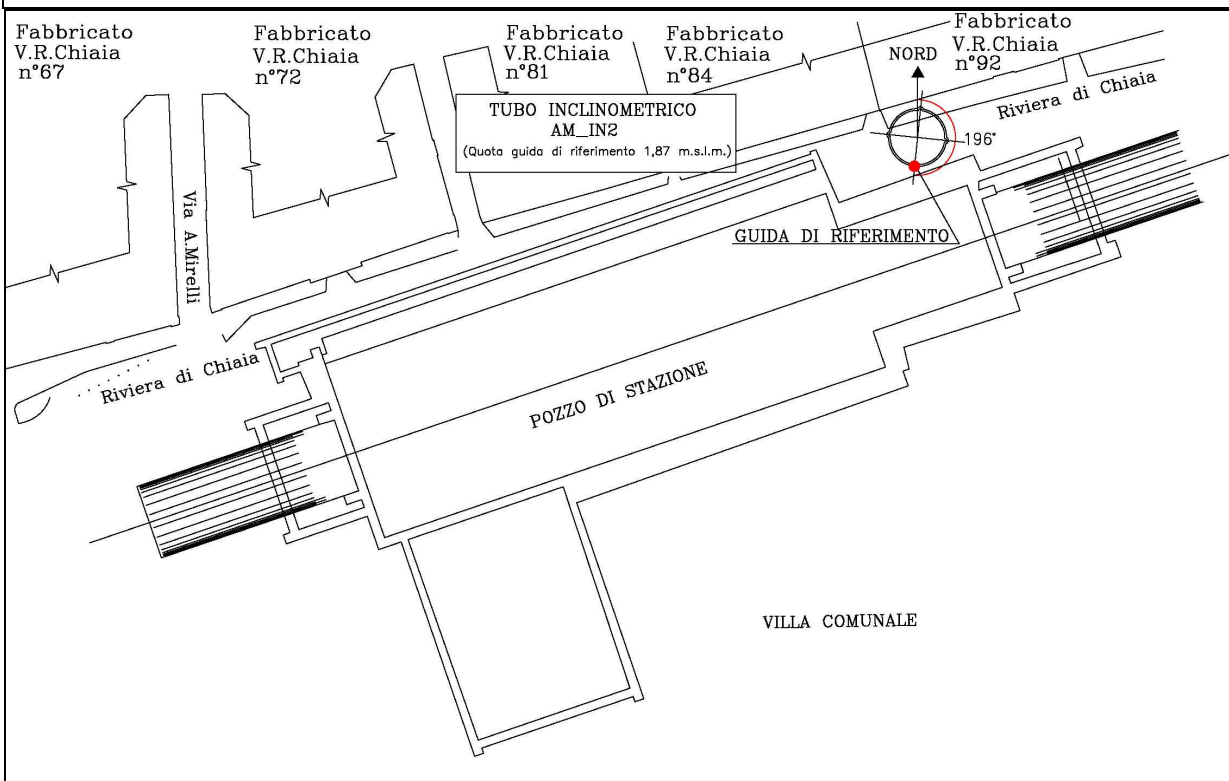 Fabbricato
V.R.Chiaia
n°67
Fabbricato
V.R.Chiaia
n°72
Fabbricato
V.R.Chiaia
n°81
Fabbricato
V.R.Chiaia
n°84
Fabbricato
V.R.Chiaia
n°92
NORD
TUBO INCLINOMETRICO
AM_IN2
(Quota guida di riferimento 1,87 m.s.l.m.)
Riviera di Chiaia
196°
GUIDA DI RIFERIMENTO
Via A.Mirelli
Riviera di Chiaia
POZZO DI STAZIONE
VILLA COMUNALE